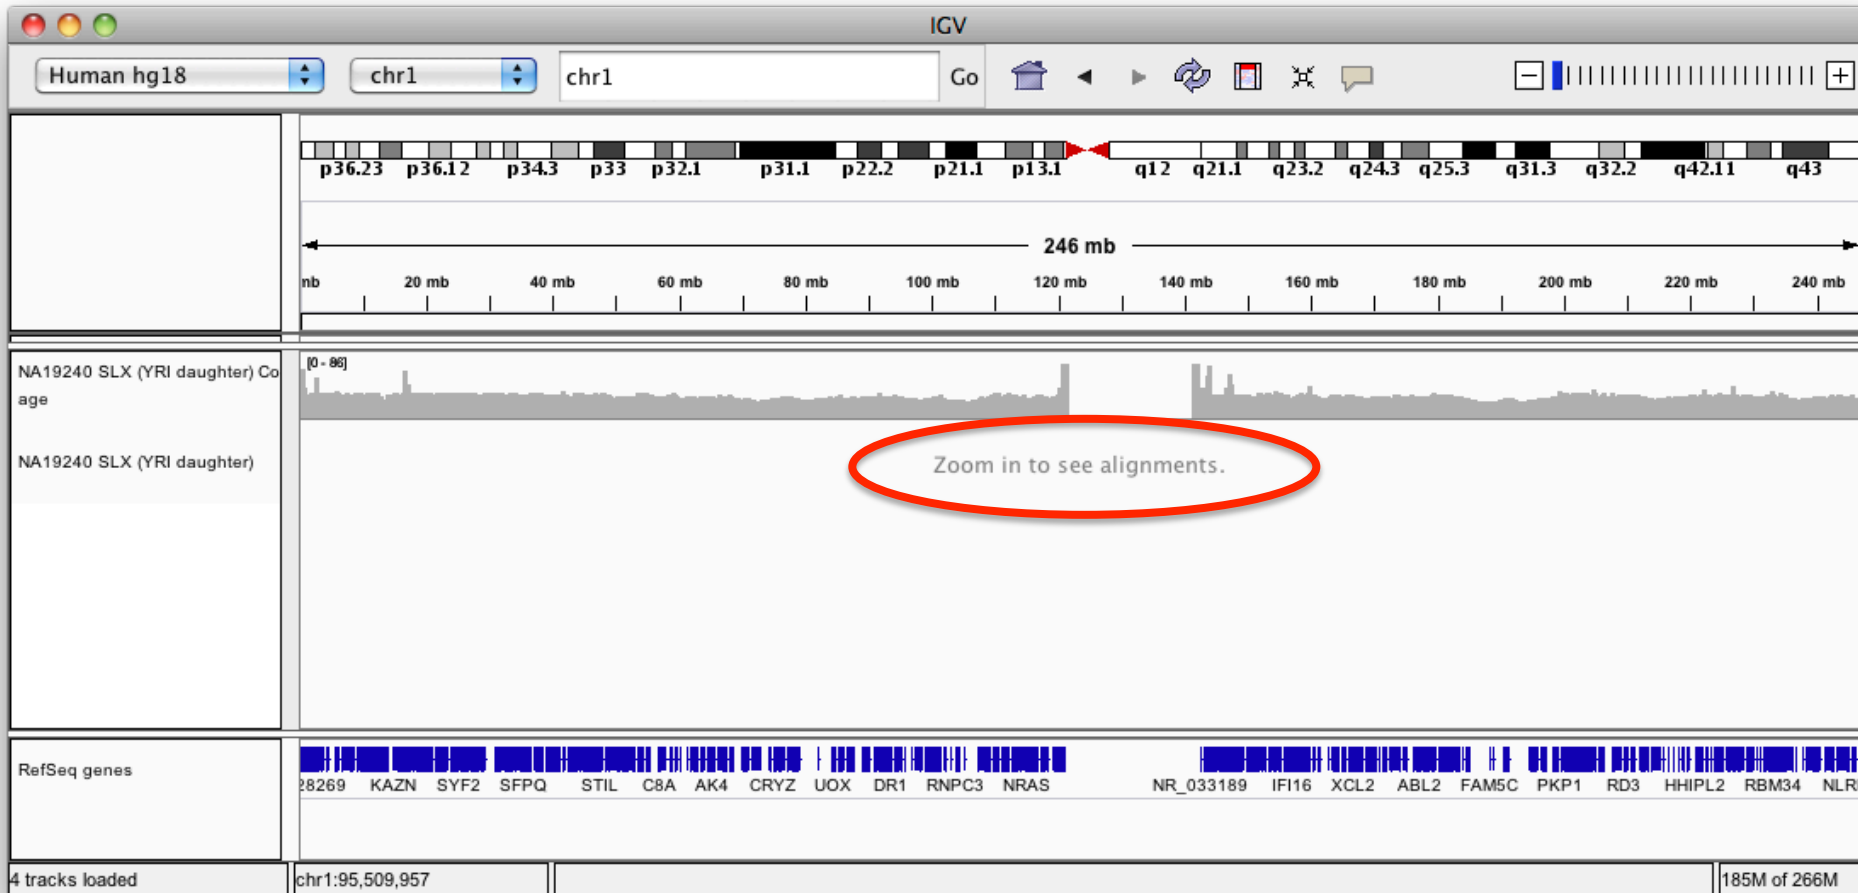 IGV
Human hg18 chr1 chr1 Go
p36.23 p36.12 p34.3 p33 p32.1 p31.1 p22.2 p21.1 p13.1 q12 q21.1 q23.2 q24.3 q25.3 q31.3 q32.2 q42.11 q43
246 mb
mb 20 mb 40 mb 60 mb 80 mb 100 mb 120 mb 140 mb 160 mb 180 mb 200 mb 220 mb 240 mb
[0 - 86]
NA19240 SLX (YRI daughter) Co
age
NA19240 SLX (YRI daughter)
Zoom in to see alignments.
RefSeq genes
28269 KAZN SYF2 SFPQ STIL C8A AK4 CRYZ UOX DR1 RNPC3 NRAS NR_033189 IFI16 XCL2 ABL2 FAM5C PKP1 RD3 HHIPL2 RBM34 NLR
4 tracks loaded chr1:95,509,957 185M of 266M